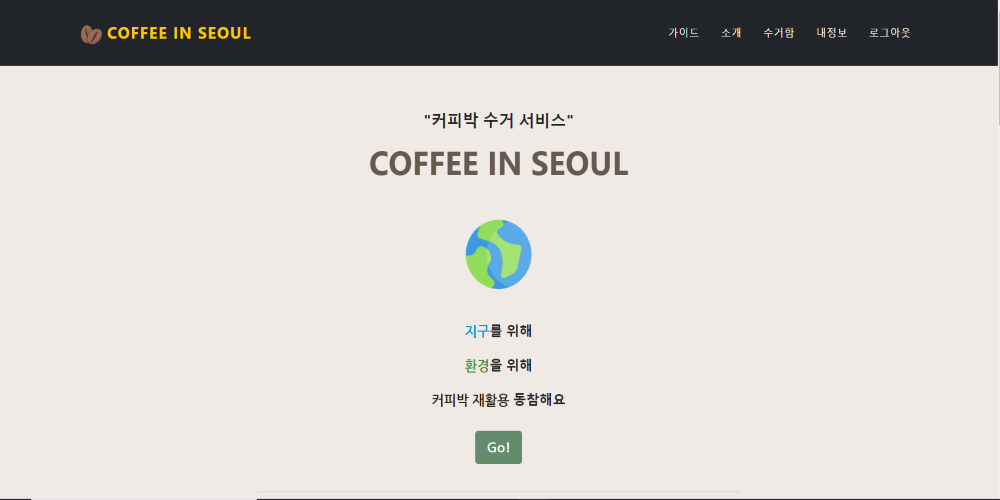 COFFEE IN SEOUL
가이드 소개 수거함 내정보 로그아웃
"커피박 수거 서비스"
COFFEE IN SEOUL
지구를 위해
환경을 위해
커피박 재활용 동참해요
Go!